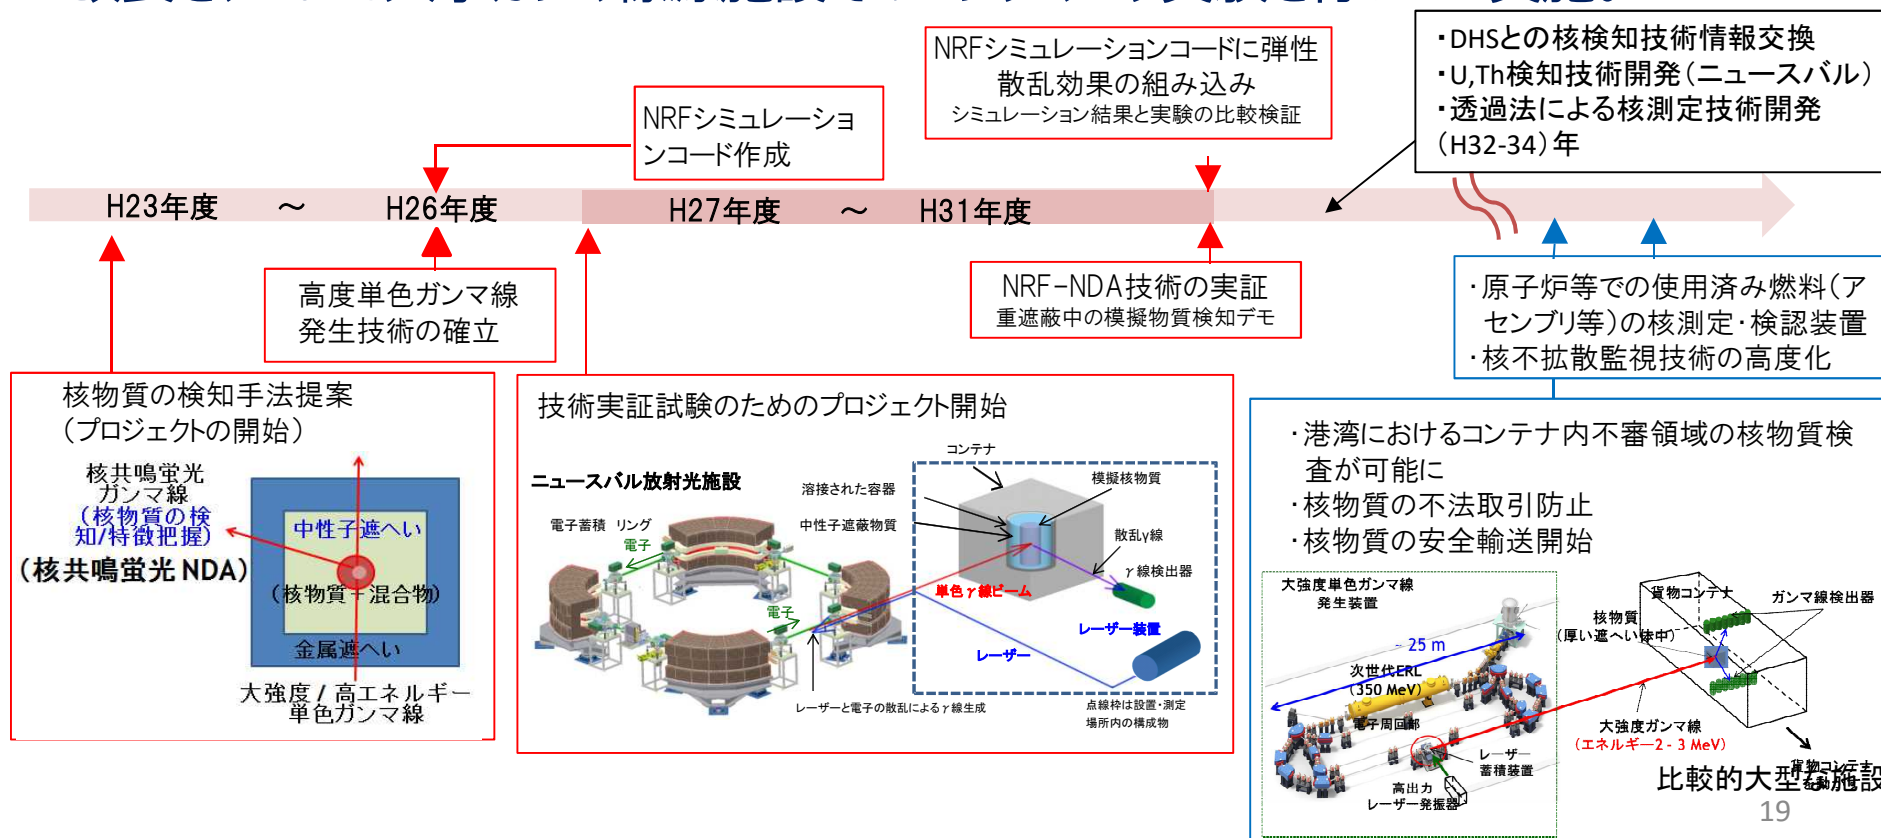 ・DHSとの核検知技術情報交換
・U,Th検知技術開発（ニュースバル）
・透過法による核測定技術開発
（H32-34）年
NRFシミュレーションコードに弾性
散乱効果の組み込み
シミュレーション結果と実験の比較検証
NRFシミュレーショ
ンコード作成
H23年度　～　H26年度
H27年度　～　H31年度
高度単色ガンマ線
発生技術の確立
NRF-NDA技術の実証
重遮蔽中の模擬物質検知デモ
・原子炉等での使用済み燃料（ア
センブリ等）の核測定・検認装置
・核不拡散監視技術の高度化
核物質の検知手法提案
（プロジェクトの開始）
核共鳴蛍光
ガンマ線
（核物質の検
知/特徴把握）
（核共鳴蛍光 NDA）
中性子遮へい
（核物質＋混合物）
金属遮へい
大強度 / 高エネルギー
単色ガンマ線
技術実証試験のためのプロジェクト開始
ニュースバル放射光施設
電子蓄積 リング
電子
電子
コンテナ
溶接された容器
中性子遮蔽物質
模擬核物質
散乱γ線
γ線検出器
単色γ線ビーム
レーザー装置
レーザー
レーザーと電子の散乱によるγ線生成
点線枠は設置・測定
場所内の構成物
・港湾におけるコンテナ内不審領域の核物質検
査が可能に
・核物質の不法取引防止
・核物質の安全輸送開始
大強度単色ガンマ線
発生装置
25 m
次世代ERL
（350 MeV）
電子周回部
レーザー
蓄積装置
高出力
レーザー発振器
貨物コンテナ
ガンマ線検出器
核物質
（厚い遮へい体中）
大強度ガンマ線
（エネルギー2 - 3 MeV）
貨物コンテナ
比較的大型な施設
19